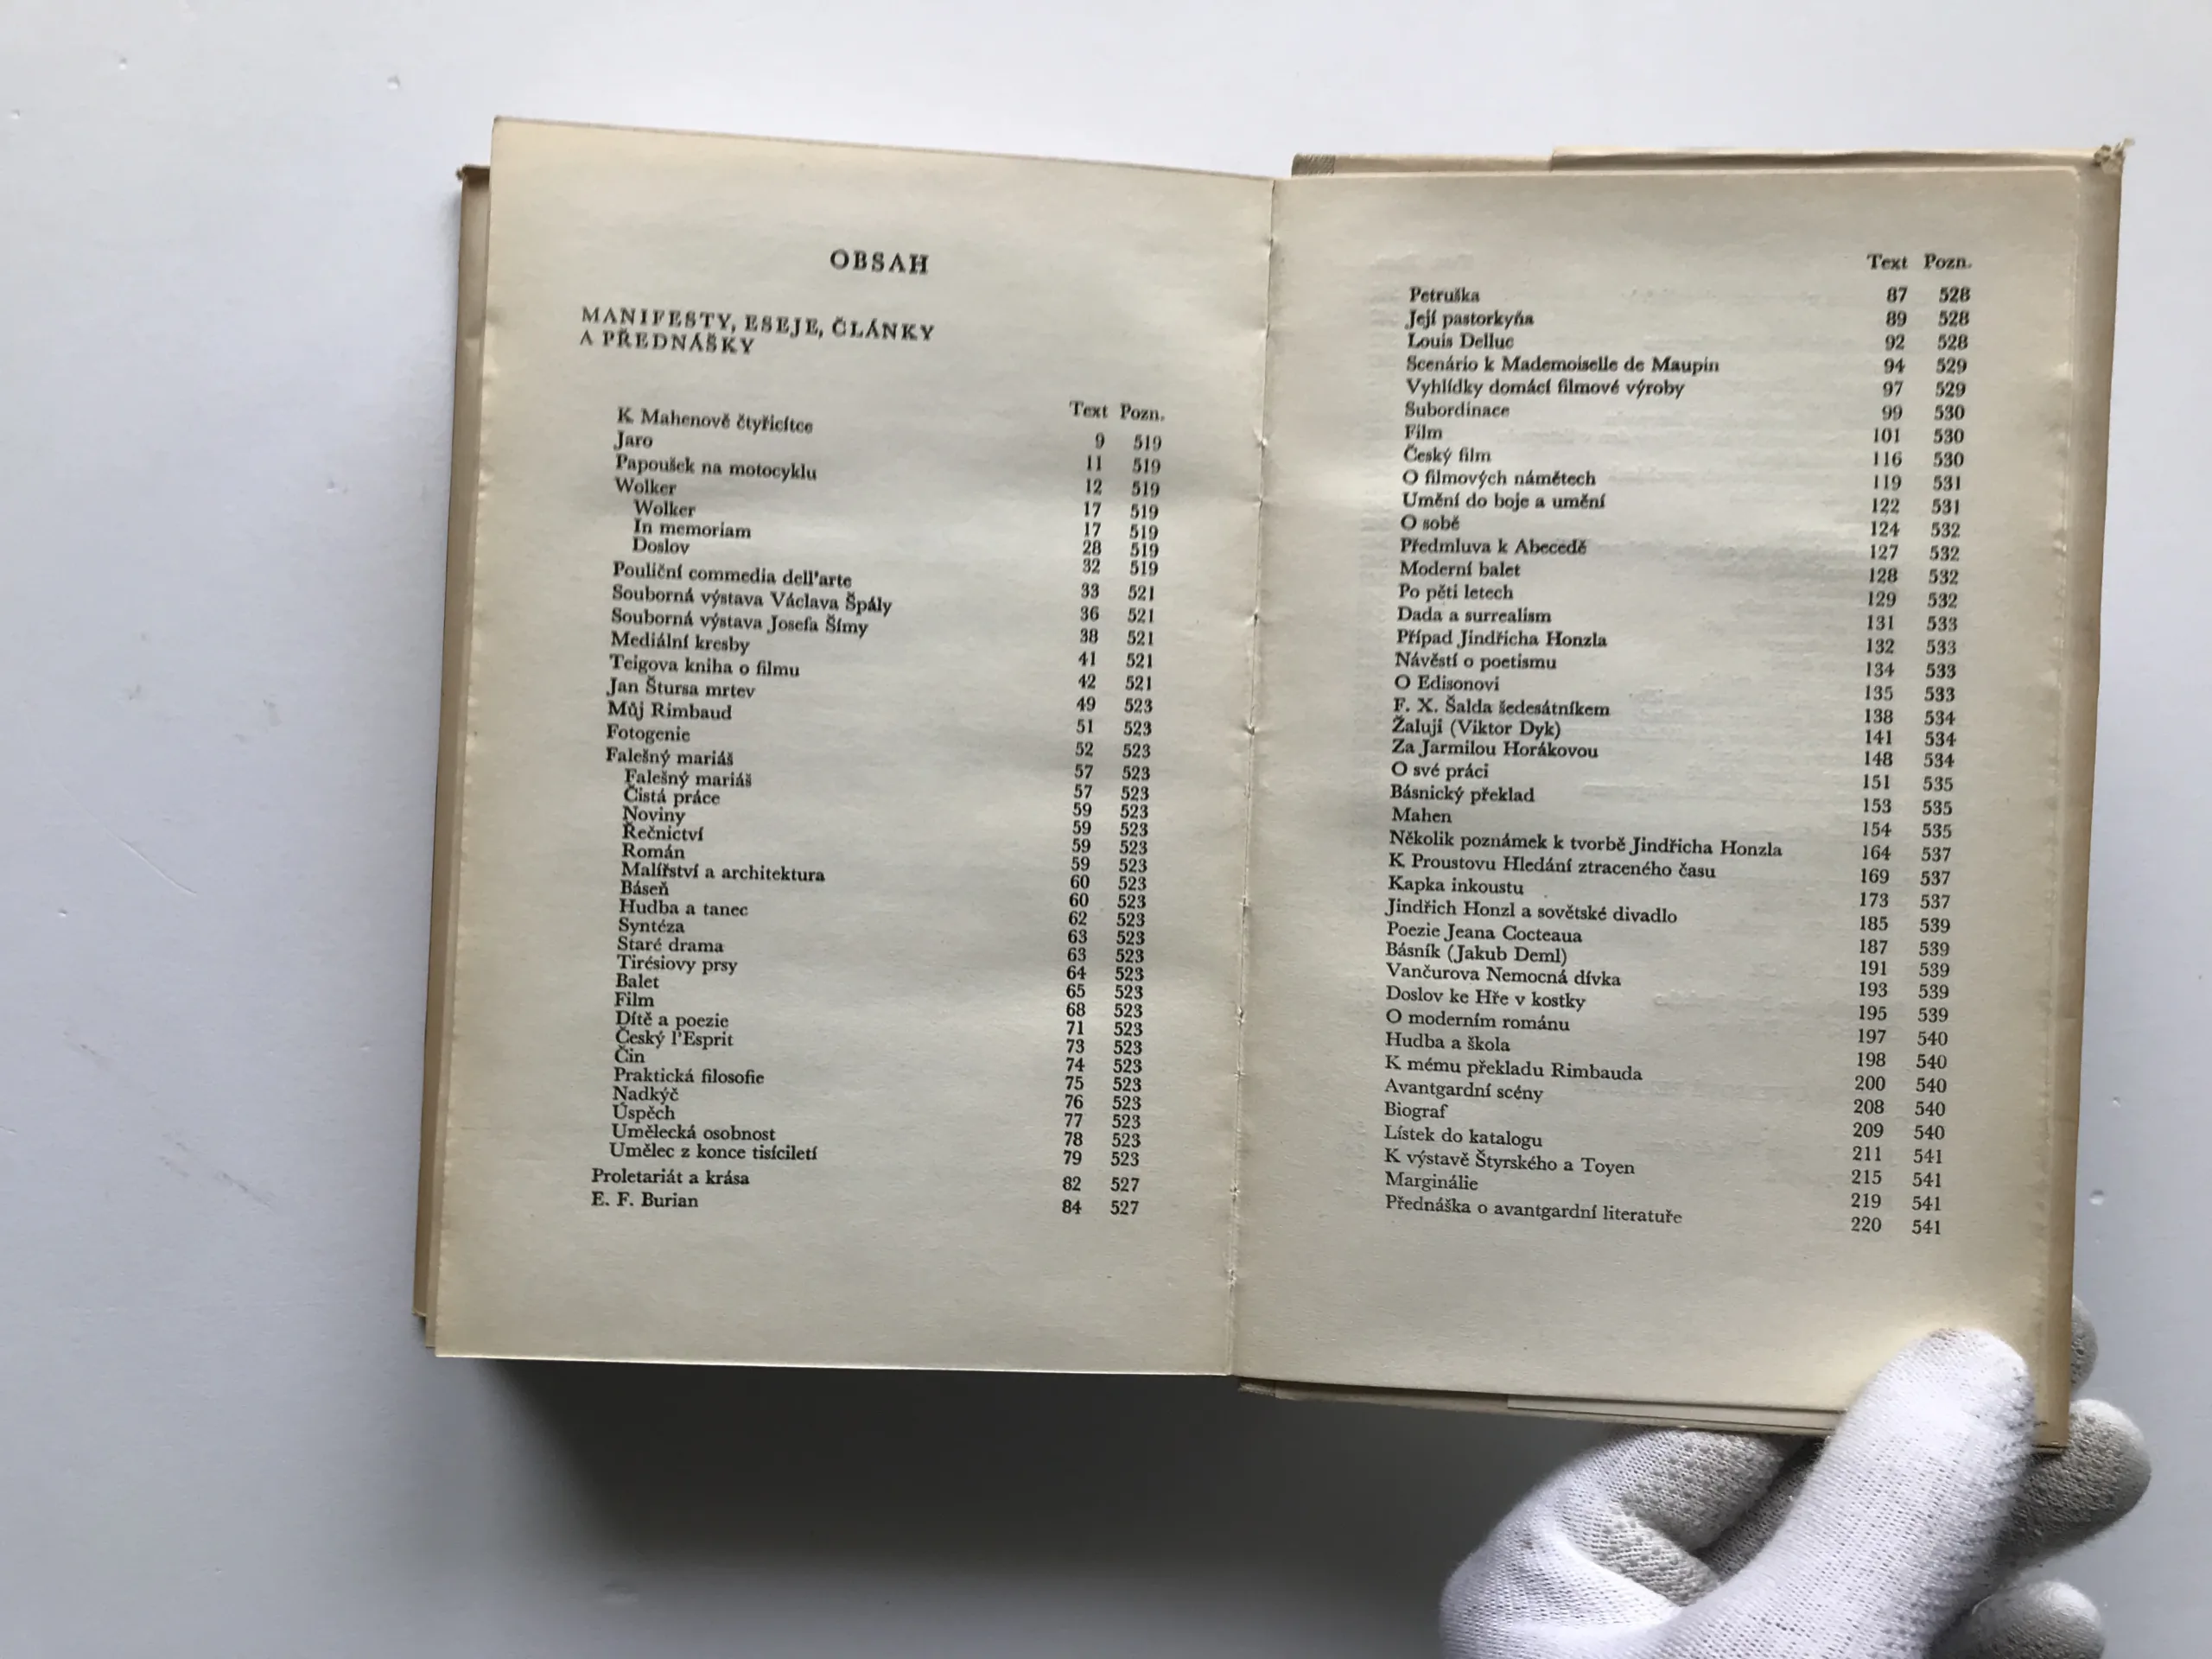 OBSAH
MANIFESTY, ESEJE, ČLÁNKY
A PŘEDNÁŠKY
Text Pozn.
K Mahenově čtyřicítce 9 519
Jaro 11 519
Papoušek na motocyklu 12 519
Wolker 17 519
Wolker 17 519
In memoriam 28 519
Doslov 32 519
Pouliční commedia dell'arte 33 521
Souborná výstava Václava Špály 36 521
Souborná výstava Josefa Šímy 38 521
Mediální kresby 41 521
Teigova kniha o filmu 42 521
Jan Štursa mrtev 49 523
Můj Rimbaud 51 523
Fotogenie 52 523
Falešný mariáš 57 523
Falešný mariáš 57 523
Čistá práce 59 523
Noviny 59 523
Řečnictví 59 523
Román 59 523
Malířství a architektura 60 523
Báseň 60 523
Hudba a tanec 62 523
Syntéza 63 523
Staré drama 63 523
Tirésiovy prsy 64 523
Balet 65 523
Film 68 523
Dítě a poezie 71 523
Český l'Esprit 73 523
Čin 74 523
Praktická filosofie 75 523
Nadkýč 76 523
Úspěch 77 523
Umělecká osobnost 78 523
Umělec z konce tisíciletí 79 523
Proletariát a krása 82 527
E. F. Burian 84 527
Text Pozn.
Petruška 87 528
Její pastorkyňa 89 528
Louis Delluc 92 528
Scenário k Mademoiselle de Maupin 94 529
Vyhlídky domácí filmové výroby 97 529
Subordinace 99 530
Film 101 530
Český film 116 530
O filmových námětech 119 531
Umění do boje a umění 122 531
O sobě 124 532
Předmluva k Abecedě 127 532
Moderní balet 128 532
Po pěti letech 129 532
Dada a surrealism 131 533
Případ Jindřicha Honzla 132 533
Návěstí o poetismu 134 533
O Edisonovi 135 533
F. X. Šalda šedesátníkem 138 534
Žaluji (Viktor Dyk) 141 534
Za Jarmilou Horákovou 148 534
O své práci 151 535
Básnický překlad 153 535
Mahen 154 535
Několik poznámek k tvorbě Jindřicha Honzla 164 537
K Proustovu Hledání ztraceného času 169 537
Kapka inkoustu 173 537
Jindřich Honzl a sovětské divadlo 185 539
Poezie Jeana Cocteaua 187 539
Básník (Jakub Deml) 191 539
Vančurova Nemocná dívka 193 539
Doslov ke Hře v kostky 195 539
O moderním románu 197 540
Hudba a škola 198 540
K mému překladu Rimbauda 200 540
Avantgardní scény 208 540
Biograf 209 540
Lístek do katalogu 211 541
K výstavě Štyrského a Toyen 215 541
Marginálie 219 541
Přednáška o avantgardní literatuře 220 541